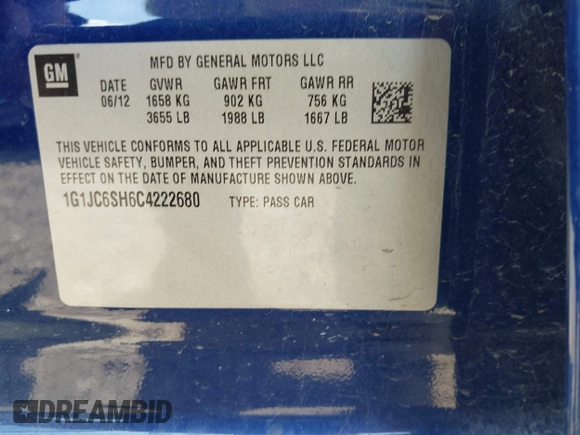 GM
MFD BY GENERAL MOTORS LLC
DATE GVWR GAWR FRT GAWR RR
06/12 1658 KG 902 KG 756 KG
3655 LB 1988 LB 1667 LB
THIS VEHICLE CONFORMS TO ALL APPLICABLE U.S. FEDERAL MOTOR
VEHICLE SAFETY, BUMPER, AND THEFT PREVENTION STANDARDS IN
EFFECT ON THE DATE OF MANUFACTURE SHOWN ABOVE.
1G1JC6SH6C4222680 TYPE: PASS CAR
DREAMBID